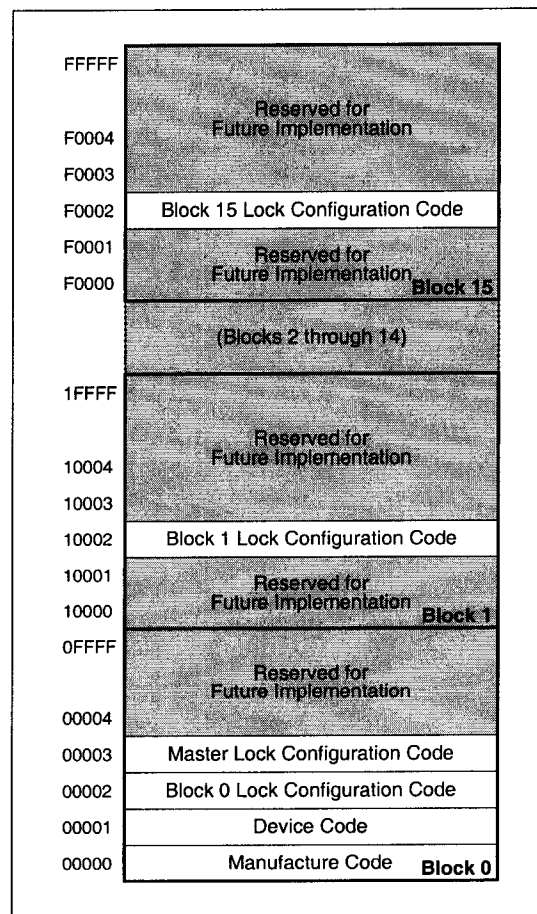 FFFFF
Reserved for
Future Implementation
F0004
F0003
F0002 Block 15 Lock Configuration Code
F0001
Reserved for
Future Implementation
F0000
Block 15
(Blocks 2 through 14)
1FFFF
Reserved for
Future Implementation
10004
10003
10002 Block 1 Lock Configuration Code
10001
Reserved for
Future Implementation
10000
Block 1
0FFFF
Reserved for
Future Implementation
00004
00003 Master Lock Configuration Code
00002 Block 0 Lock Configuration Code
00001 Device Code
00000 Manufacture Code Block 0